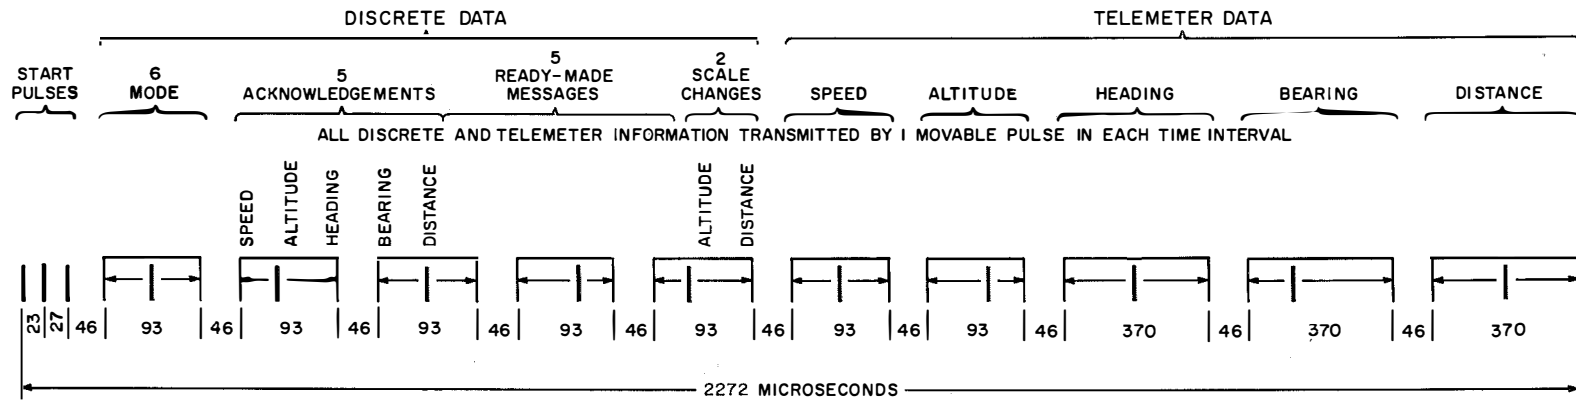 DISCRETE DATA
TELEMETER DATA
START PULSES
6 MODE
5 ACKNOWLEDGEMENTS
5 READY-MADE MESSAGES
2 SCALE CHANGES
SPEED
ALTITUDE
HEADING
BEARING
DISTANCE
ALL DISCRETE AND TELEMETER INFORMATION TRANSMITTED BY 1 MOVABLE PULSE IN EACH TIME INTERVAL
SPEED
ALTITUDE
HEADING
BEARING
DISTANCE
ALTITUDE
DISTANCE
23 27 46 93 46 93 46 93 46 93 46 93 46 93 46 93 46 370 46 370 46 370
2272 MICROSECONDS